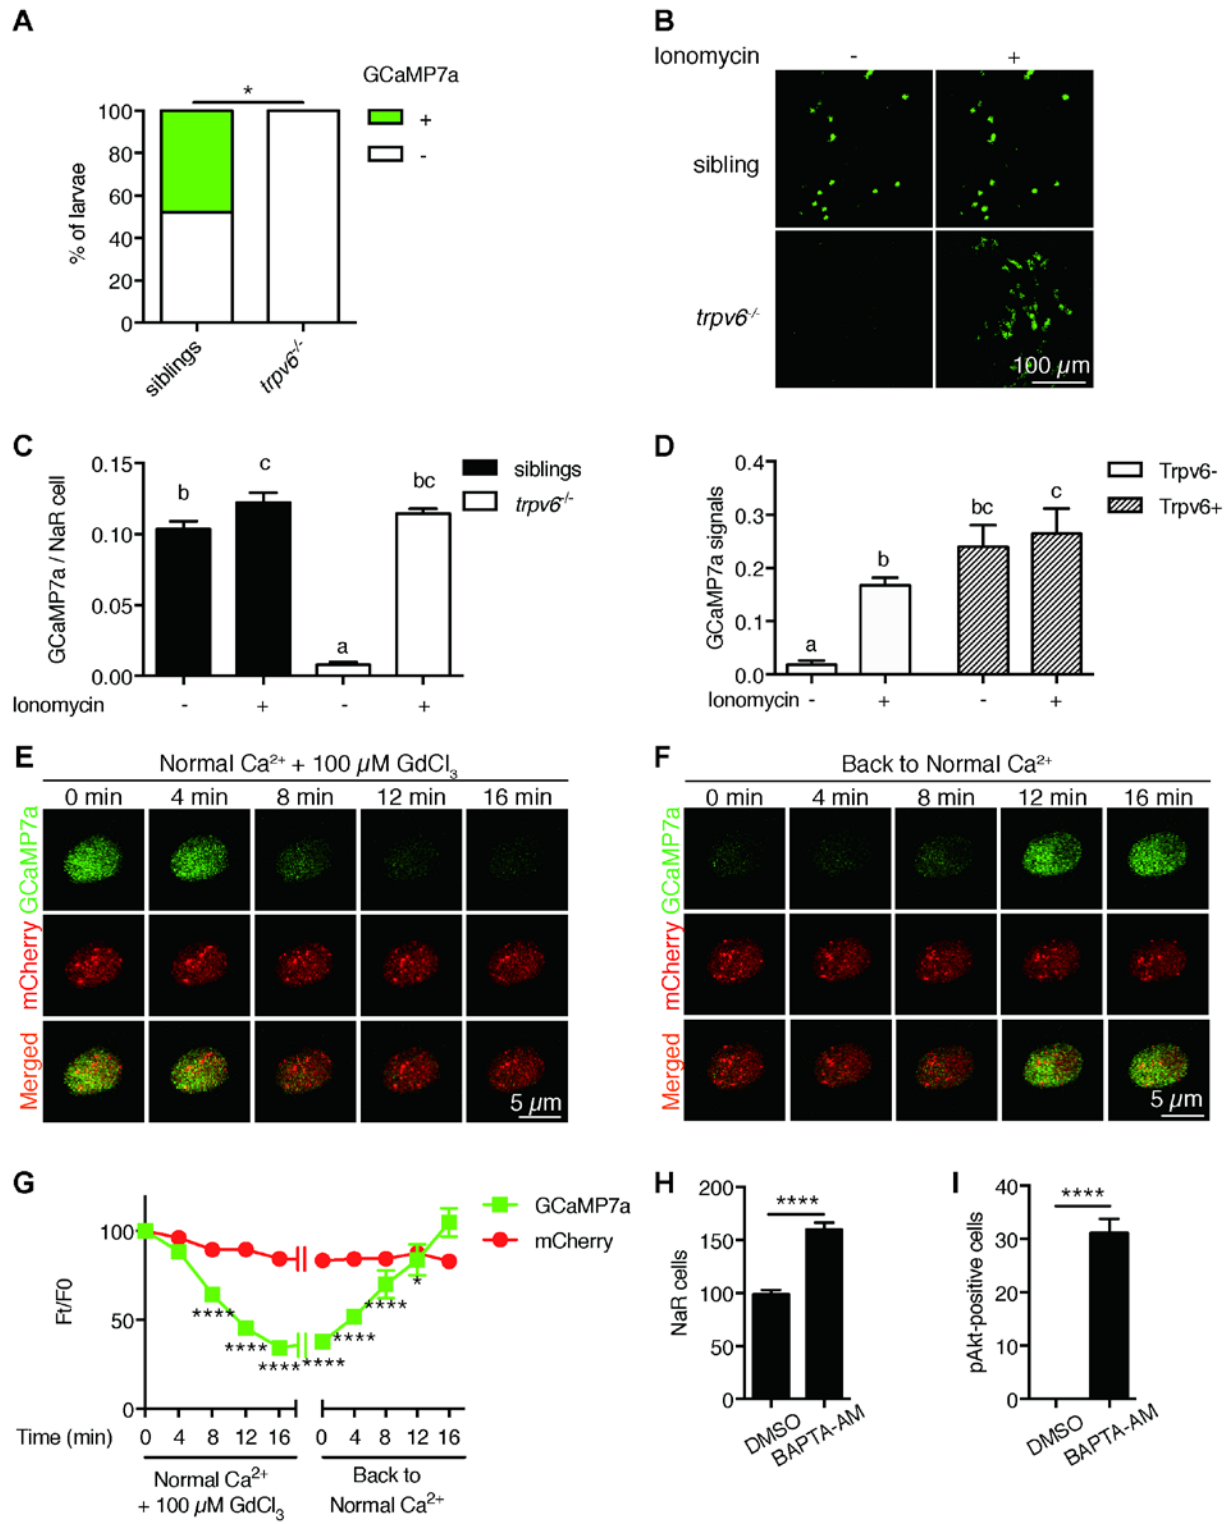 A
GCaMP7a
+
-
*
% of larvae
100
80
60
40
20
0
siblings
trpv6-/-
B
Ionomycin - +
sibling
trpv6-/-
100 µm
C
GCaMP7a / NaR cell
0.15
0.10
0.05
0.00
b
c
a
bc
siblings
trpv6-/-
Ionomycin - + - +
D
GCaMP7a signals
0.4
0.3
0.2
0.1
0.0
a
b
bc
c
Trpv6-
Trpv6+
Ionomycin - + - +
E
Normal Ca²⁺ + 100 µM GdCl₃
0 min 4 min 8 min 12 min 16 min
GCaMP7a
mCherry
Merged
5 µm
F
Back to Normal Ca²⁺
0 min 4 min 8 min 12 min 16 min
GCaMP7a
mCherry
Merged
5 µm
G
Ft/F0
100
50
0
GCaMP7a
mCherry
****
****
****
****
****
****
*
Time (min) 0 4 8 12 16 0 4 8 12 16
Normal Ca²⁺
+ 100 µM GdCl₃
Back to
Normal Ca²⁺
H
NaR cells
200
150
100
50
0
****
DMSO
BAPTA-AM
I
pAkt-positive cells
40
30
20
10
0
****
DMSO
BAPTA-AM